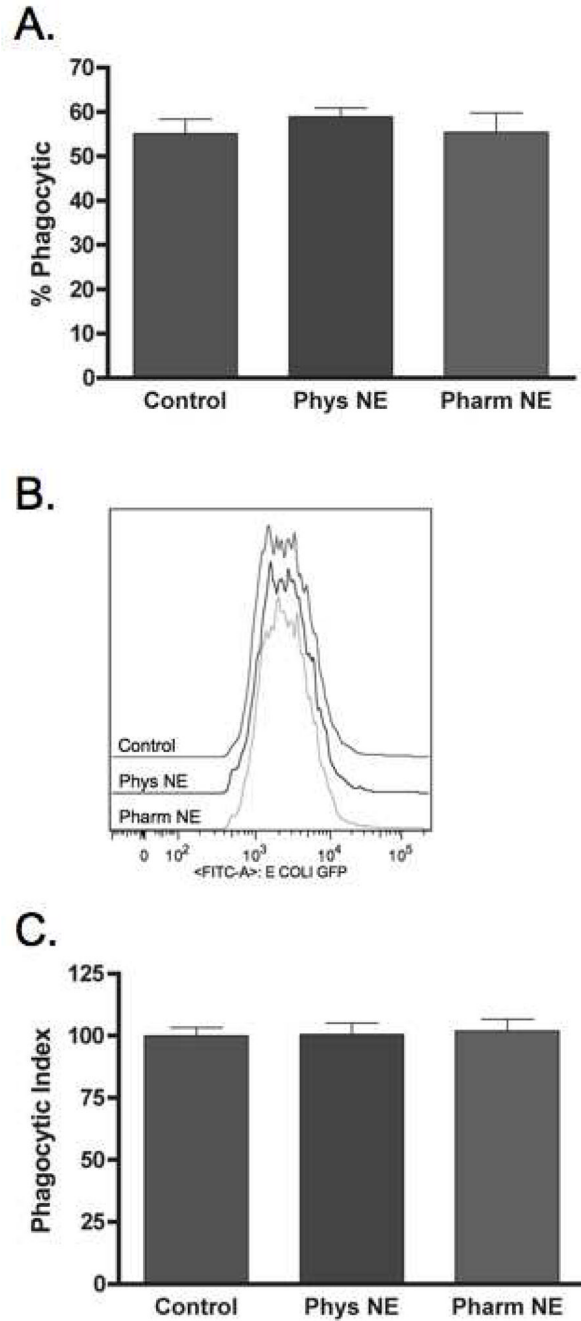 A.
% Phagocytic
70
60
50
40
30
20
10
0
Control Phys NE Pharm NE
B.
Control
Phys NE
Pharm NE
0 10² 10³ 10⁴ 10⁵
<FITC-A>: E COLI GFP
C.
Phagocytic Index
125
100
75
50
25
0
Control Phys NE Pharm NE